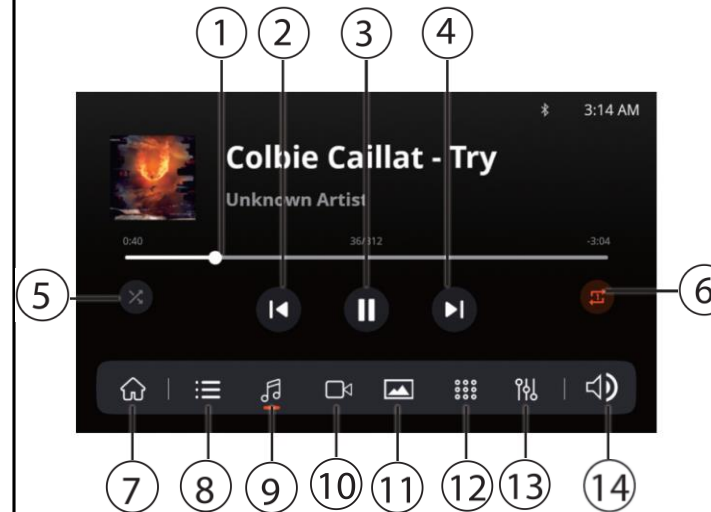 1 2 3 4
3:14 AM
Colbie Caillat - Try
Unknown Artist
0:40 36/312 -3:04
5 6
7 8 9 10 11 12 13 14